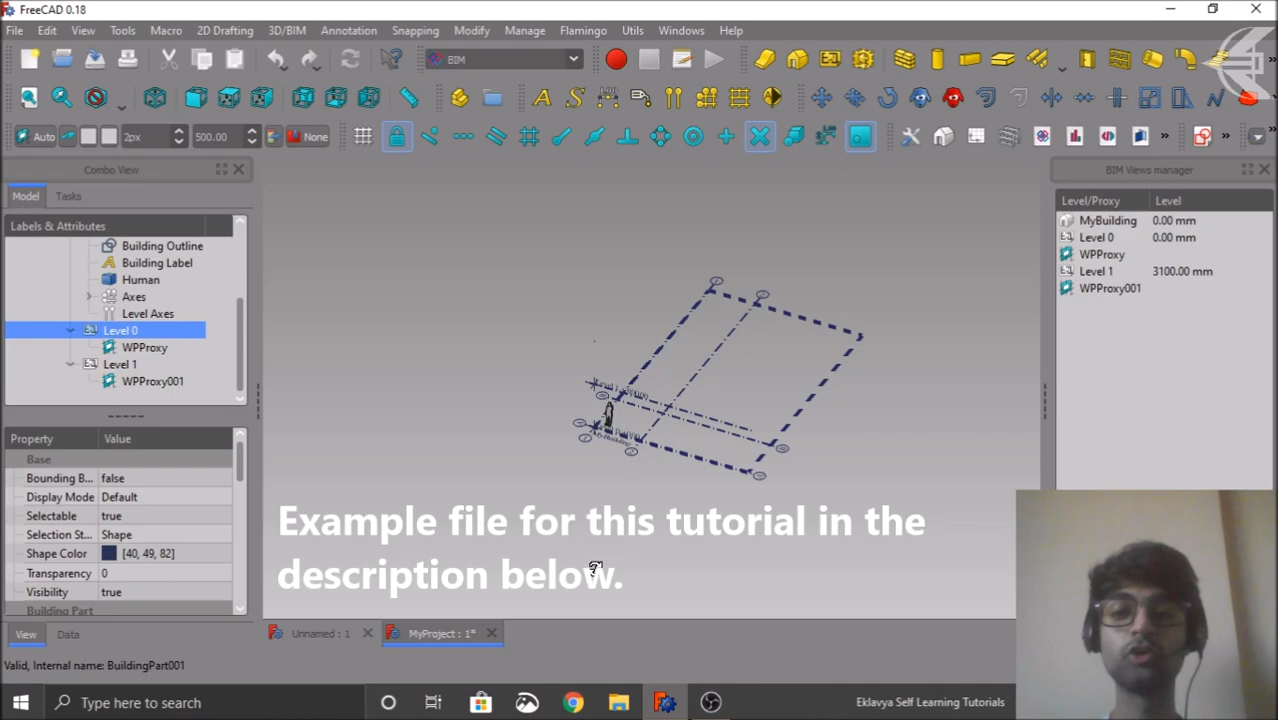 FreeCAD 0.18
File Edit View Tools Macro 2D Drafting 3D/BIM Annotation Snapping Modify Manage Flamingo Utils Windows Help
BIM
Auto 2px 500.00 None
Combo View
BIM Views manager
Model Tasks
Labels & Attributes
Building Outline
Building Label
Human
Axes
Level Axes
Level 0
WPProxy
Level 1
WPProxy001
Level/Proxy Level
MyBuilding 0.00 mm
Level 0 0.00 mm
WPProxy
Level 1 3100.00 mm
WPProxy001
Property Value
Base
Bounding B... false
Display Mode Default
Selectable true
Selection St... Shape
Shape Color [40, 49, 82]
Transparency 0
Visibility true
Building Part
Example file for this tutorial in the
description below.
View Data
Unnamed : 1
MyProject : 1*
Valid, Internal name: BuildingPart001
Type here to search
Eklavya Self Learning Tutorials